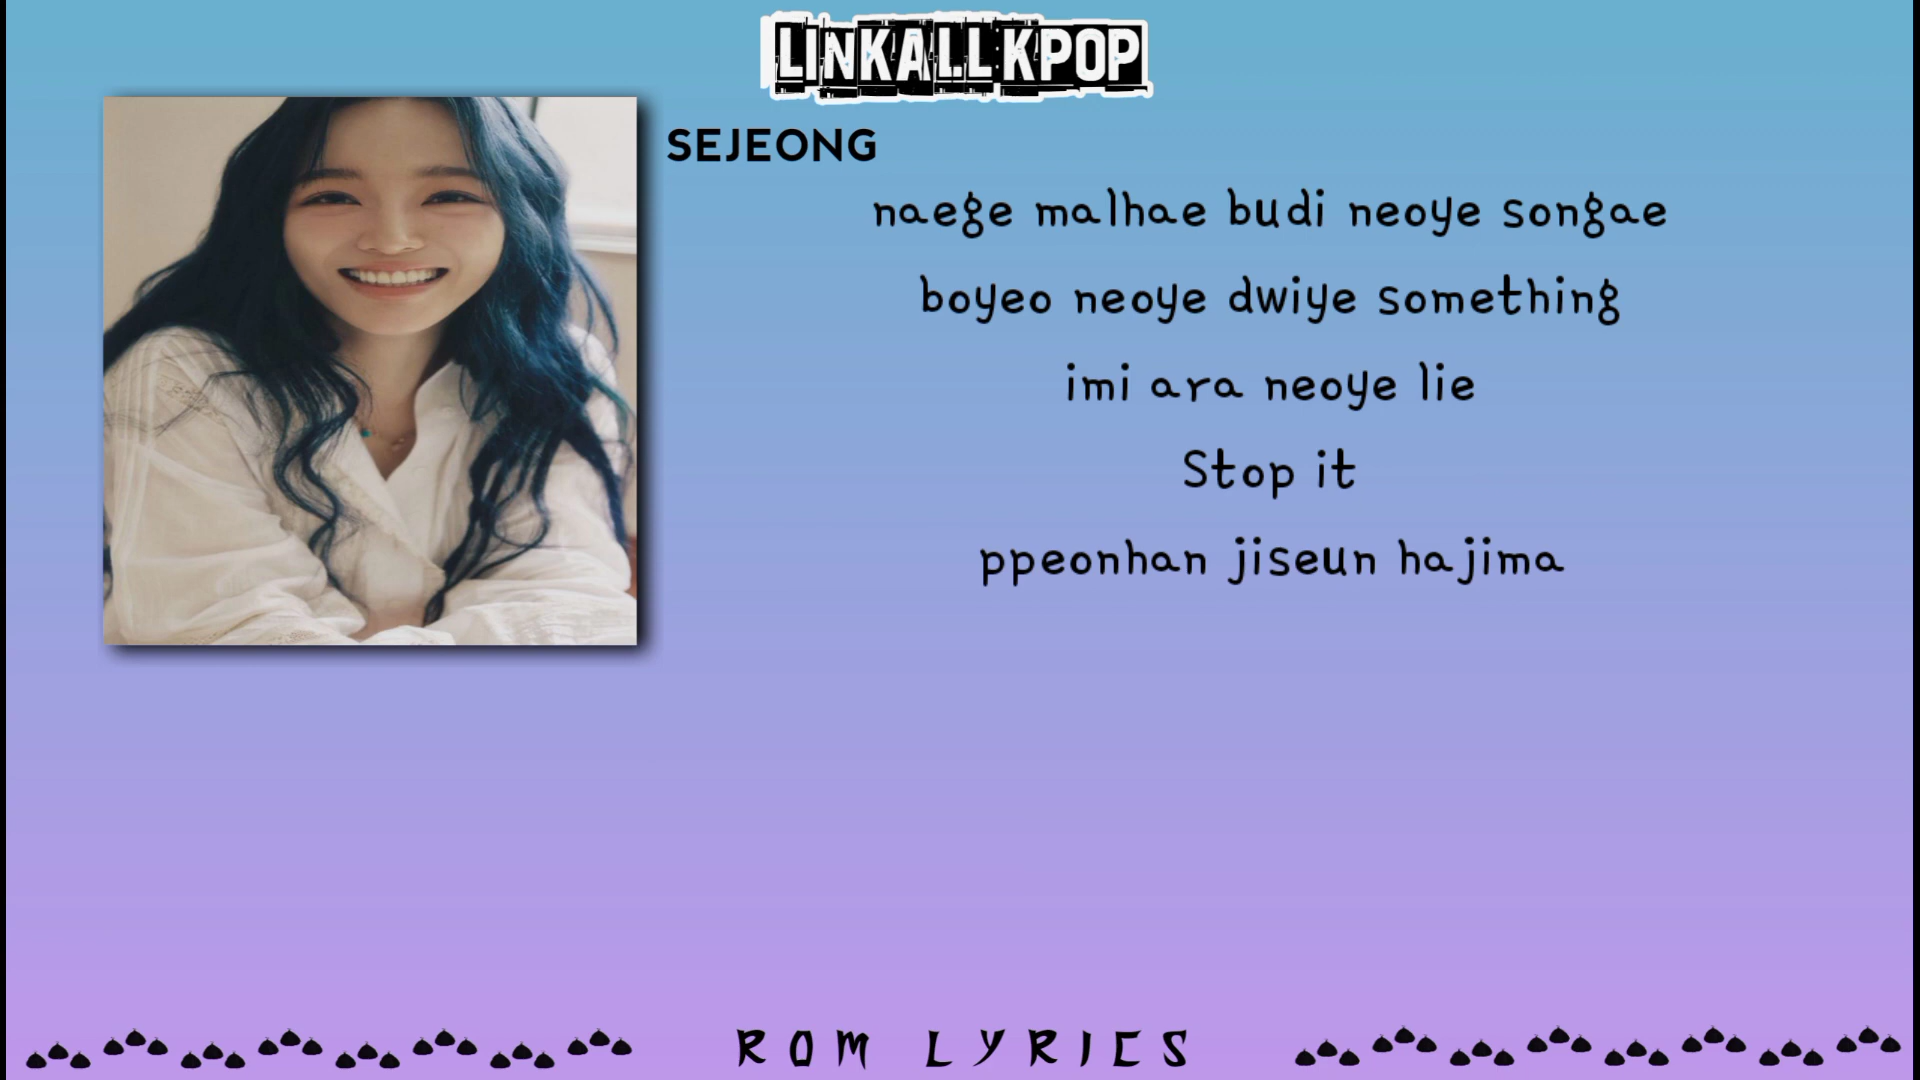 LINKALLKPOP
SEJEONG
naege malhae budi neoye songae
boyeo neoye dwiye something
imi ara neoye lie
Stop it
ppeonhan jiseun hajima
ROM LYRICS